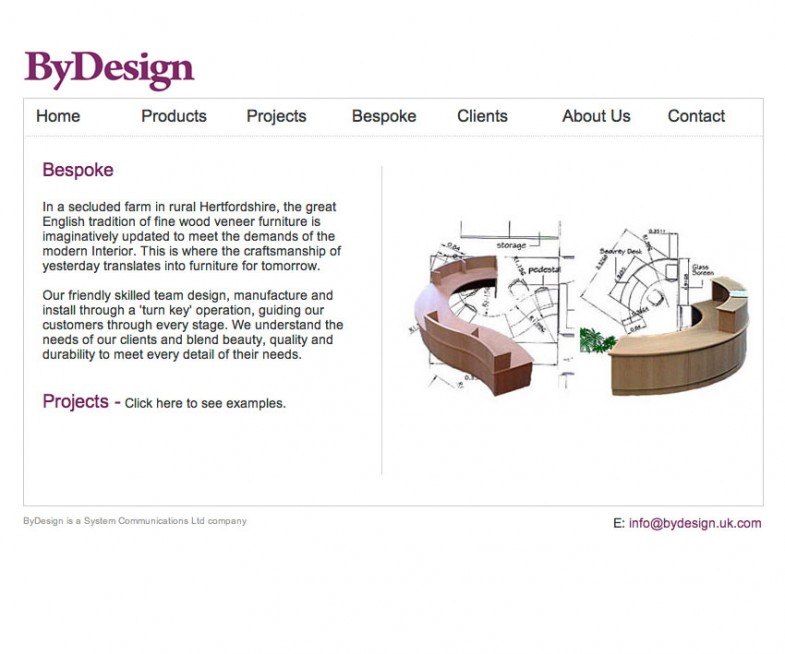 ByDesign
Home Products Projects Bespoke Clients About Us Contact
Bespoke
In a secluded farm in rural Hertfordshire, the great
English tradition of fine wood veneer furniture is
imaginatively updated to meet the demands of the
modern Interior. This is where the craftsmanship of
yesterday translates into furniture for tomorrow.
Our friendly skilled team design, manufacture and
install through a 'turn key' operation, guiding our
customers through every stage. We understand the
needs of our clients and blend beauty, quality and
durability to meet every detail of their needs.
Projects - Click here to see examples.
storage
pedestal
Security Desk
Glass
Screen
ByDesign is a System Communications Ltd company
E: info@bydesign.uk.com